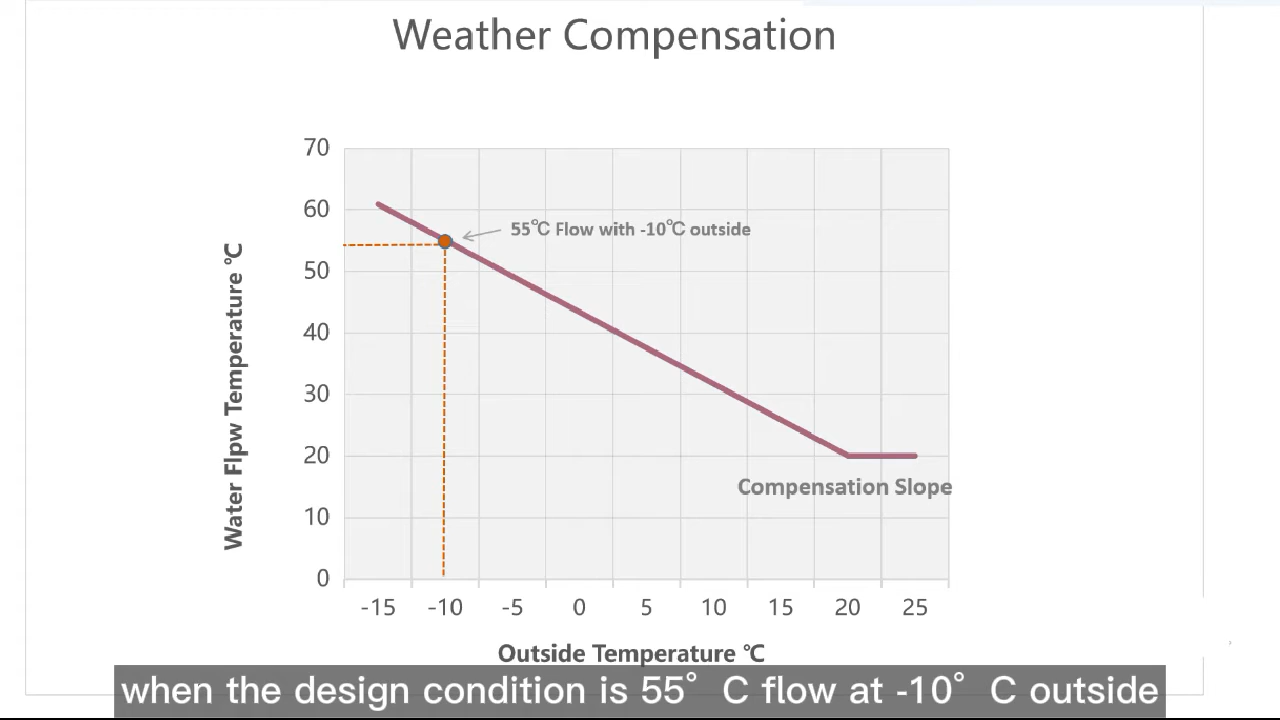 Weather Compensation
70
60
50
40
30
20
10
0
Water Flpw Temperature ℃
55℃ Flow with -10℃ outside
Compensation Slope
-15 -10 -5 0 5 10 15 20 25
Outside Temperature ℃
when the design condition is 55° C flow at -10° C outside